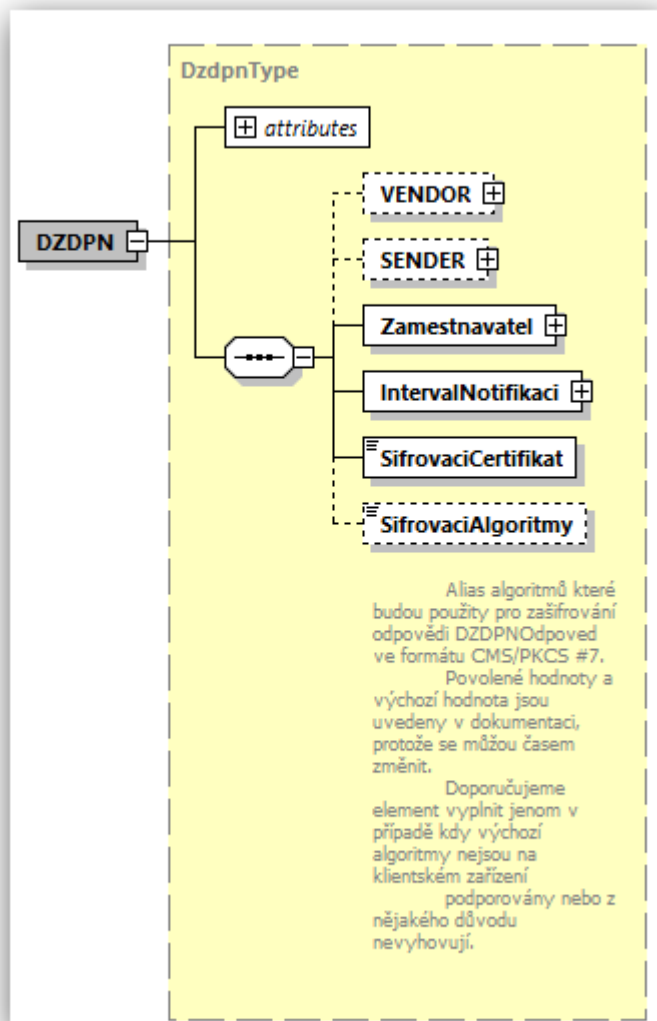 DzdpnType
attributes
VENDOR
DZDPN
SENDER
Zamestnavatel
IntervalNotifikaci
SifrovaciCertifikat
SifrovaciAlgoritmy
Alias algoritmů které
budou použity pro zašifrování
odpovědi DZDPNOdpoved
ve formátu CMS/PKCS #7.
Povolené hodnoty a
výchozí hodnota jsou
uvedeny v dokumentaci,
protože se můžou časem
změnit.
Doporučujeme
element vyplnit jenom v
případě kdy výchozí
algoritmy nejsou na
klientském zařízení
podporovány nebo z
nějakého důvodu
nevyhovují.